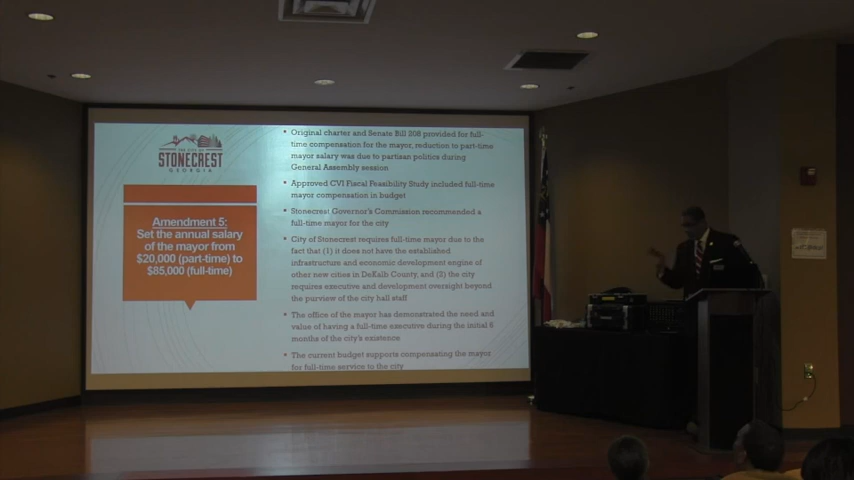 THE CITY OF
STONECREST
GEORGIA
Amendment 5:
Set the annual salary
of the mayor from
$20,000 (part-time) to
$85,000 (full-time)
• Original charter and Senate Bill 208 provided for full-
time compensation for the mayor, reduction to part-time
mayor salary was due to partisan politics during
General Assembly session
• Approved CVI Fiscal Feasibility Study included full-time
mayor compensation in budget
• Stonecrest Governor's Commission recommended a
full-time mayor for the city
• City of Stonecrest requires full-time mayor due to the
fact that (1) it does not have the established
infrastructure and economic development engine of
other new cities in DeKalb County, and (2) the city
requires executive and development oversight beyond
the purview of the city hall staff
• The office of the mayor has demonstrated the need and
value of having a full-time executive during the initial 6
months of the city's existence
• The current budget supports compensating the mayor
for full-time service to the city